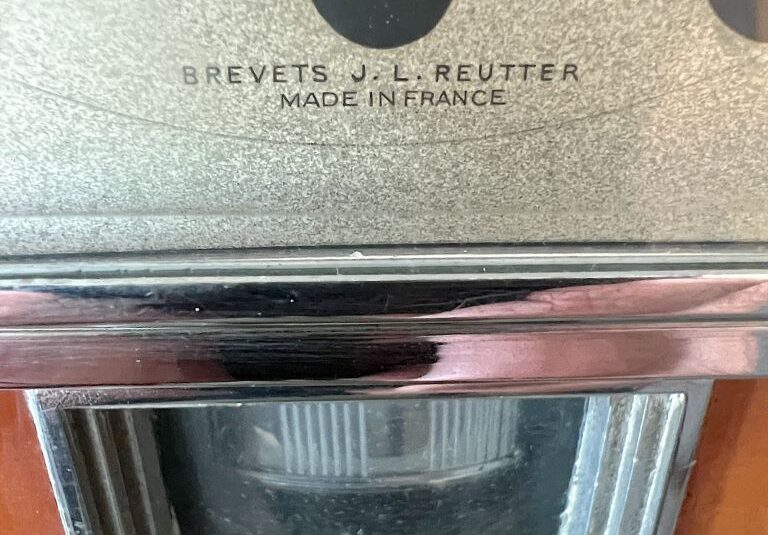 BREVETS J. L. REUTTER
MADE IN FRANCE